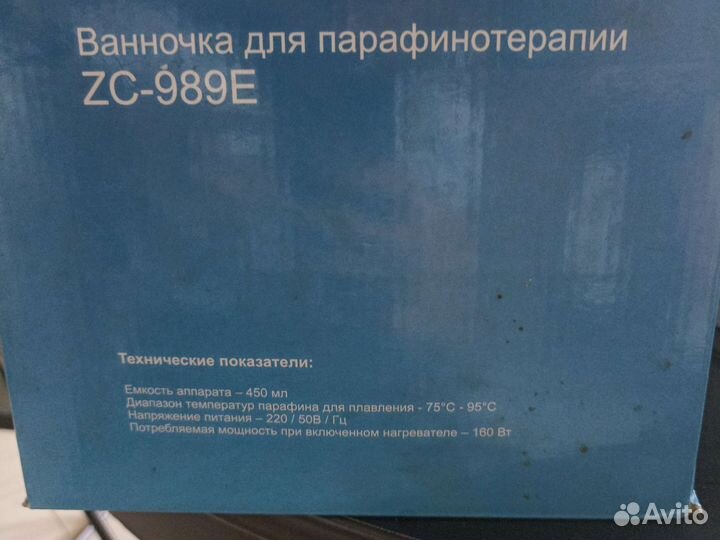 Ванночка для парафинотерапии
ZC-989E
Технические показатели:
Емкость аппарата – 450 мл
Диапазон температур парафина для плавления - 75°C - 95°C
Напряжение питания – 220 / 50В / Гц
Потребляемая мощность при включенном нагревателе – 160 Вт
Avito